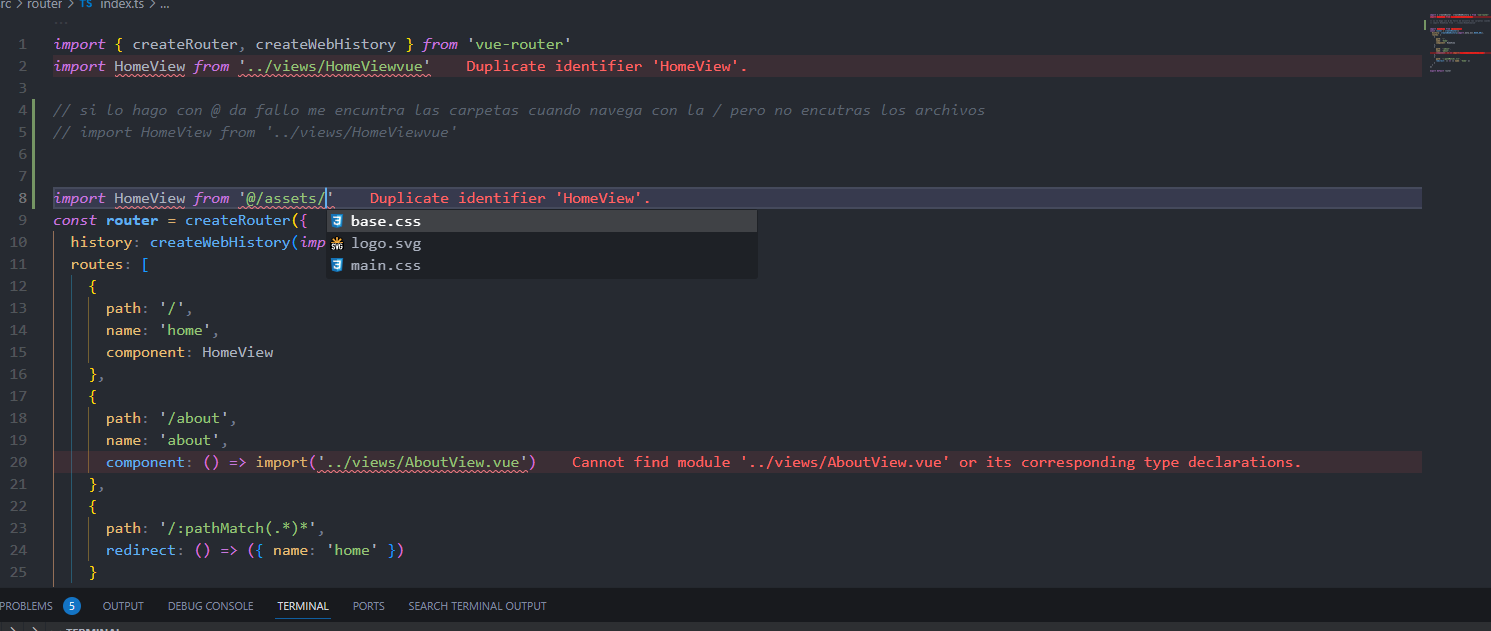 rc > router > TS index.ts > ...
...
1 import { createRouter, createWebHistory } from 'vue-router'
2 import HomeView from '../views/HomeViewvue' Duplicate identifier 'HomeView'.
3
4 // si lo hago con @ da fallo me encuntra las carpetas cuando navega con la / pero no encutras los archivos
5 // import HomeView from '../views/HomeViewvue'
6
7
8 import HomeView from '@/assets/' Duplicate identifier 'HomeView'.
9 const router = createRouter({
base.css
10 history: createWebHistory(imp
logo.svg
11 routes: [
main.css
12 {
13 path: '/',
14 name: 'home',
15 component: HomeView
16 },
17 {
18 path: '/about',
19 name: 'about',
20 component: () => import('../views/AboutView.vue') Cannot find module '../views/AboutView.vue' or its corresponding type declarations.
21 },
22 {
23 path: '/:pathMatch(.*)*',
24 redirect: () => ({ name: 'home' })
25 }
PROBLEMS 5 OUTPUT DEBUG CONSOLE TERMINAL PORTS SEARCH TERMINAL OUTPUT
TERMINAL